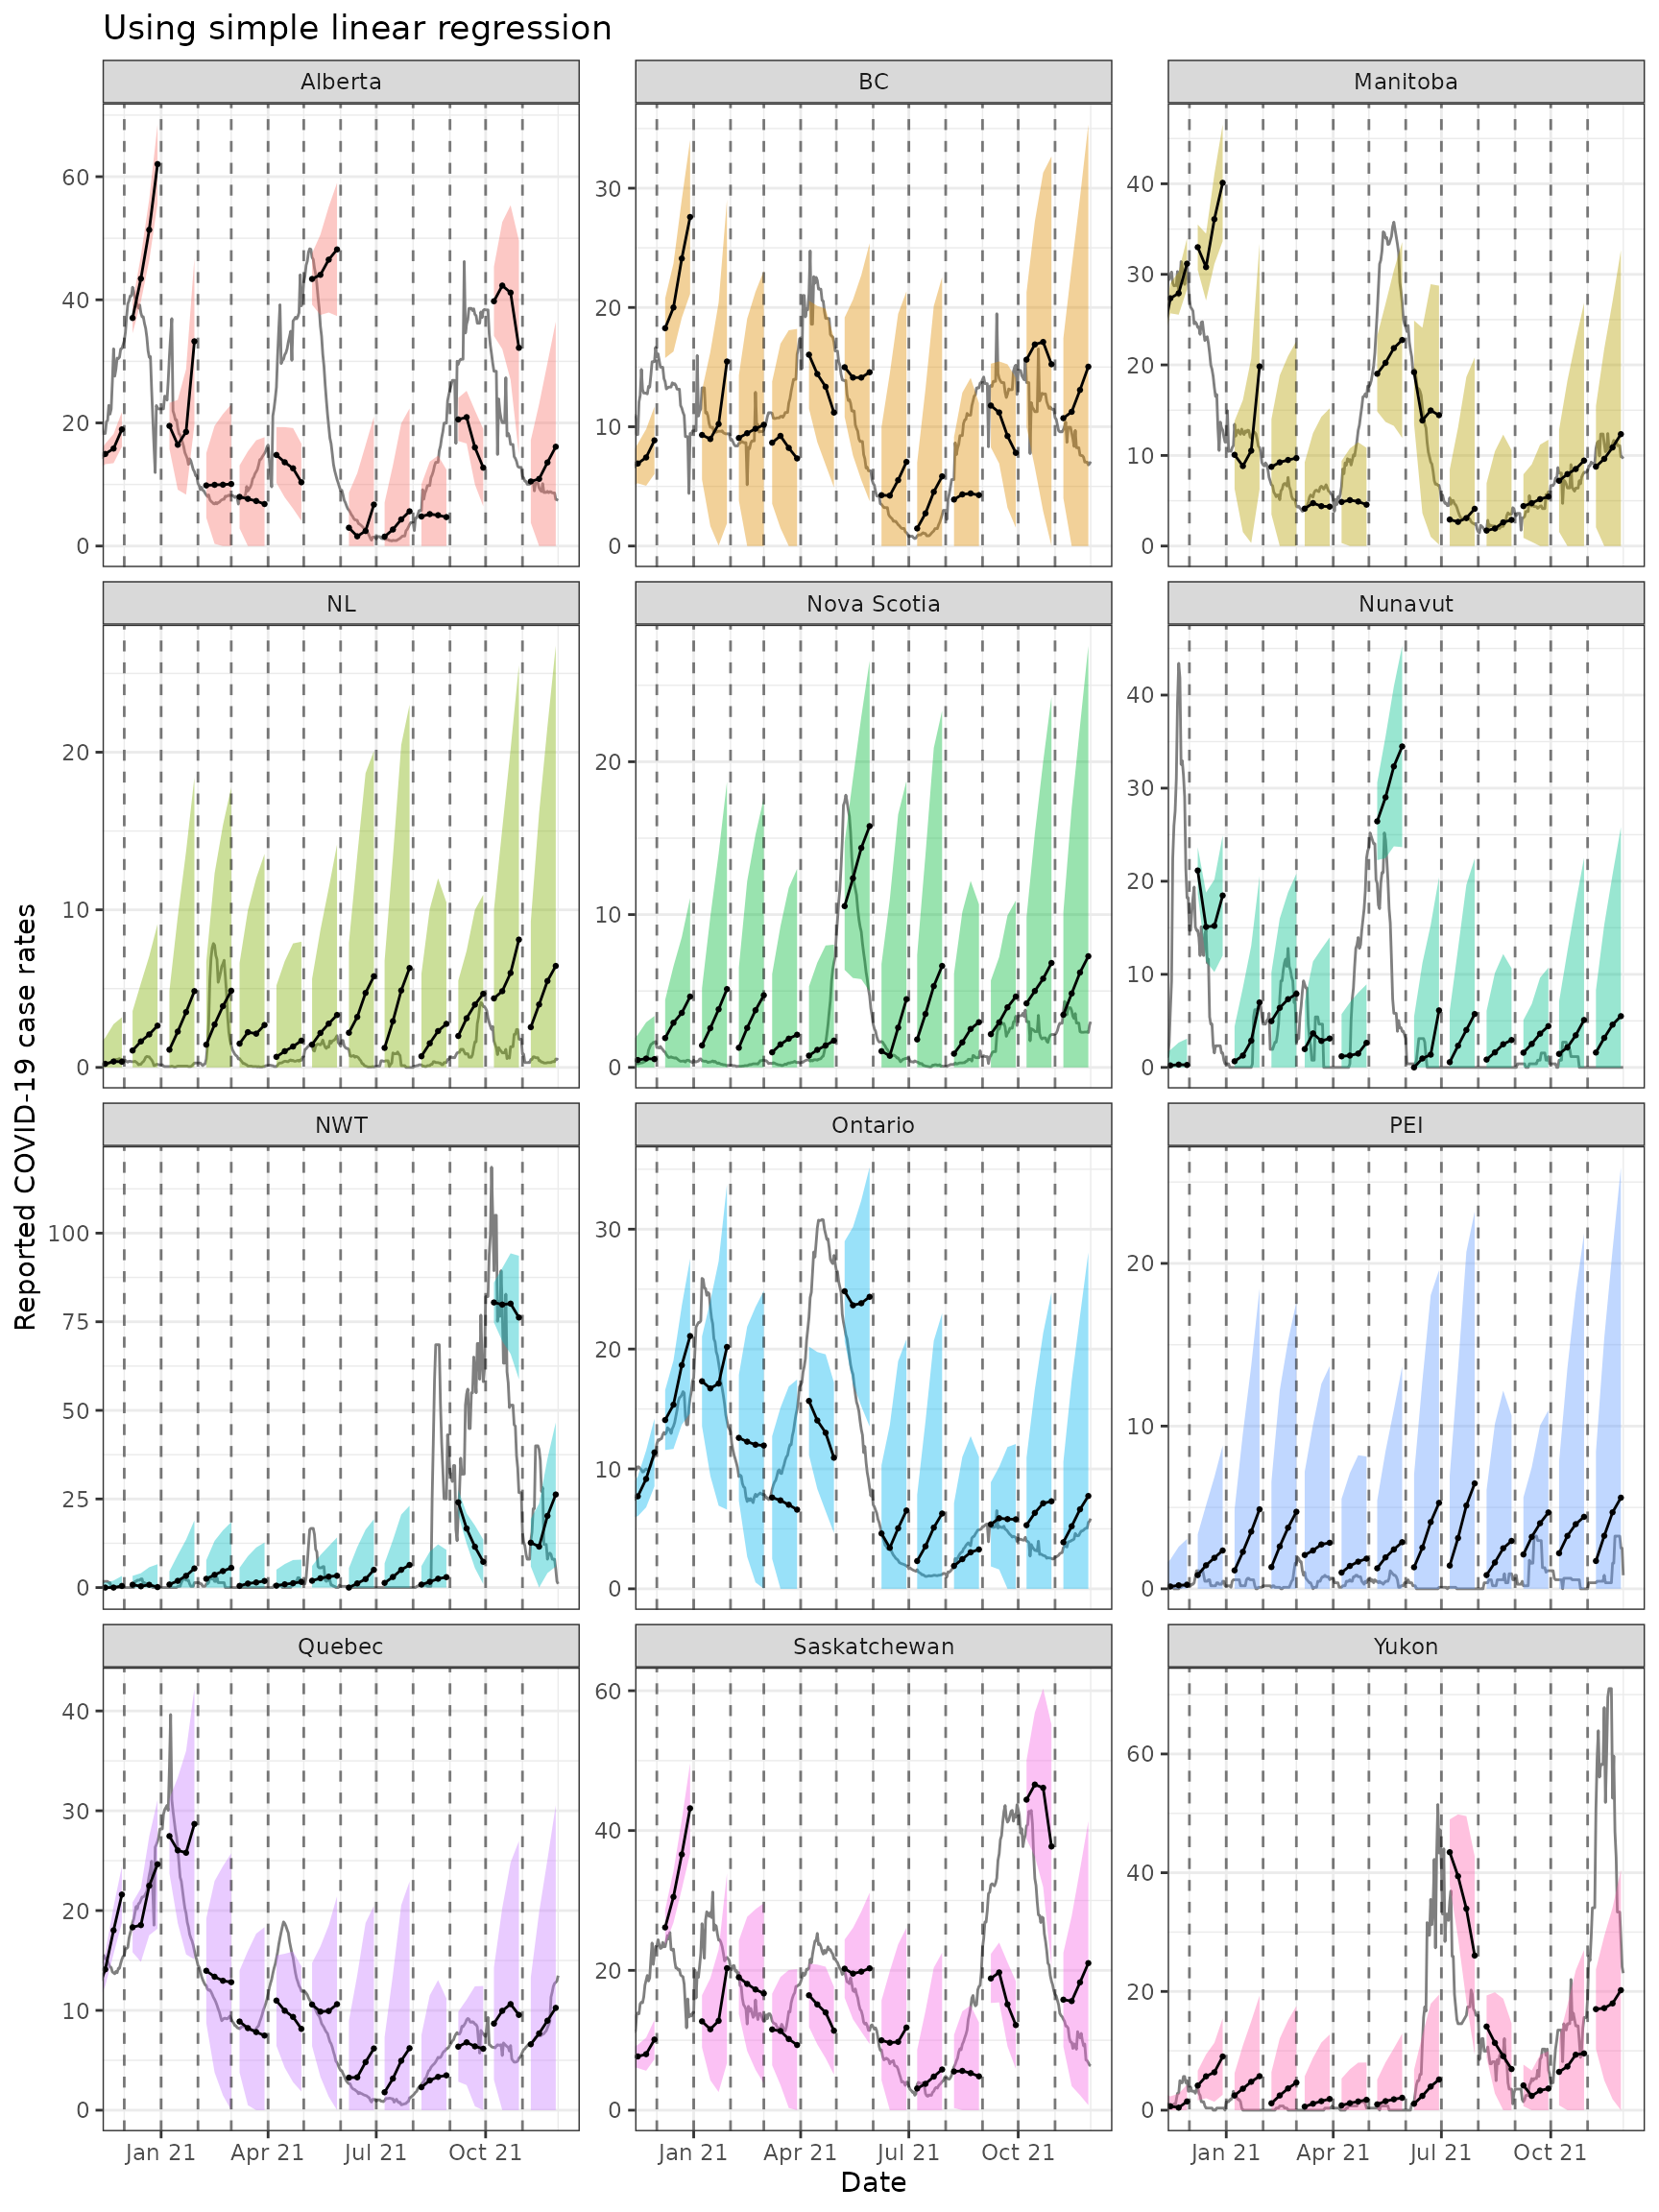 Using simple linear regression
Alberta
BC
Manitoba
60
40
20
0
30
20
10
0
40
30
20
10
0
NL
Nova Scotia
Nunavut
20
10
0
20
10
0
40
30
20
10
0
NWT
Ontario
PEI
100
75
50
25
0
30
20
10
0
20
10
0
Quebec
Saskatchewan
Yukon
40
30
20
10
0
60
40
20
0
60
40
20
0
Jan 21 Apr 21 Jul 21 Oct 21
Jan 21 Apr 21 Jul 21 Oct 21
Jan 21 Apr 21 Jul 21 Oct 21
Date
Reported COVID-19 case rates